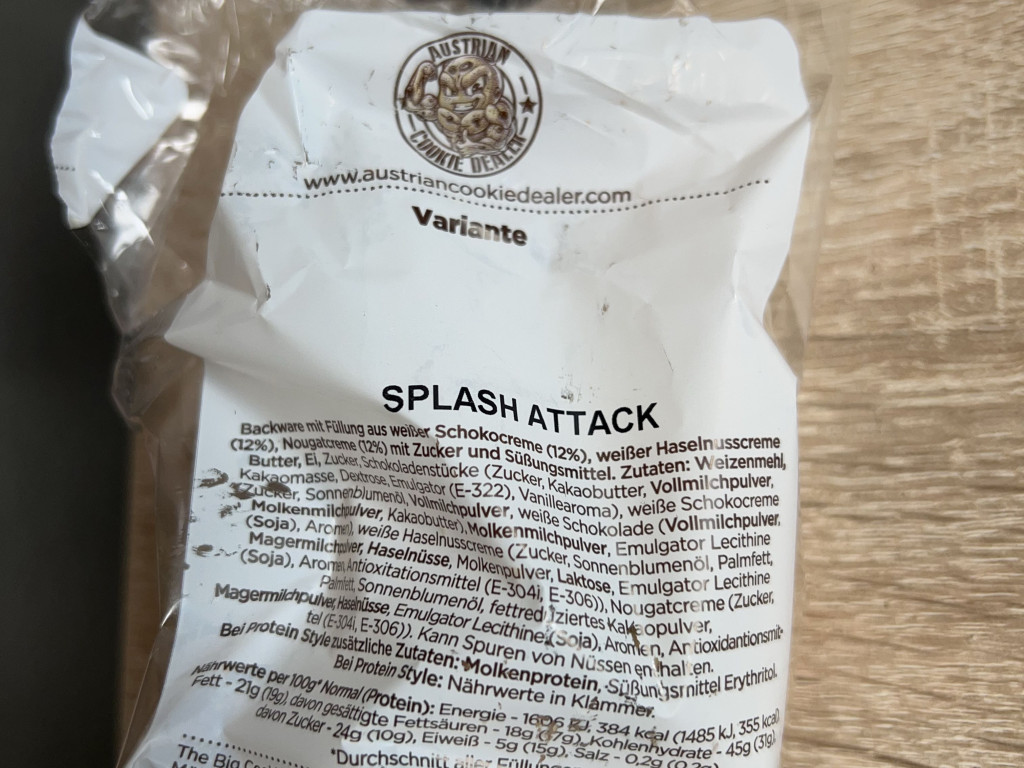 AUSTRIAN
COOKIE DEALER
www.austriancookiedealer.com
Variante
SPLASH ATTACK
Backware mit Füllung aus weißer Schokocreme (12%), weißer Haselnusscreme
(12%), Nougatcreme (12%) mit Zucker und Süßungsmittel. Zutaten: Weizenmehl,
Butter, Ei, Zucker, Schokoladenstücke (Zucker, Kakaobutter, Vollmilchpulver,
Kakaomasse, Dextrose, Emulgator (E-322), Vanillearoma), weiße Schokocreme
(Zucker, Sonnenblumenöl, Vollmilchpulver, weiße Schokolade (Vollmilchpulver,
Molkenmilchpulver, Kakaobutter), Molkenmilchpulver, Emulgator Lecithine
(Soja), Aromen), weiße Haselnusscreme (Zucker, Sonnenblumenöl, Palmfett,
Magermilchpulver, Haselnüsse, Molkenpulver, Laktose, Emulgator Lecithine
(Soja), Aromen, Antioxitationsmittel (E-304i, E-306)), Nougatcreme (Zucker,
Palmfett, Sonnenblumenöl, fettreduziertes Kakaopulver,
Magermilchpulver, Haselnüsse, Emulgator Lecithine (Soja), Aromen, Antioxidantionsmit-
tel (E-304i, E-306)). Kann Spuren von Nüssen enthalten.
Bei Protein Style zusätzliche Zutaten: Molkenprotein, Süßungsmittel Erythritol.
Bei Protein Style: Nährwerte in Klammer.
Nährwerte per 100g* Normal (Protein): Energie - 1606 kJ, 384 kcal (1485 kJ, 355 kcal)
Fett - 21g (19g), davon gesättigte Fettsäuren - 18g (17g), Kohlenhydrate - 45g (31g),
davon Zucker - 24g (10g), Eiweiß - 5g (15g), Salz - 0,2g (0,2g)
*Durchschnitt aller
The Big